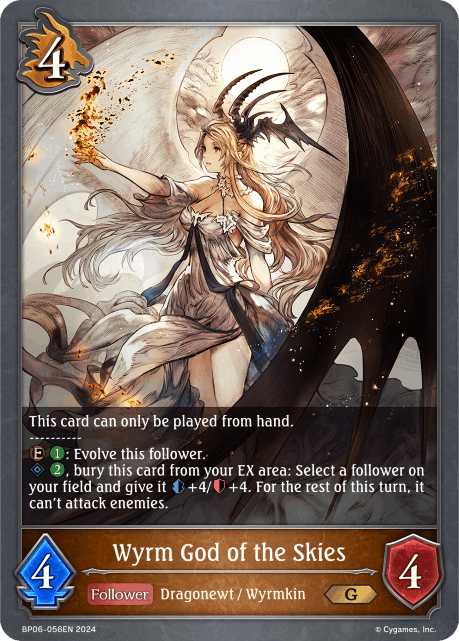 4
This card can only be played from hand.
----------
E 1: Evolve this follower.
2, bury this card from your EX area: Select a follower on
your field and give it +4/+4. For the rest of this turn, it
can't attack enemies.
Wyrm God of the Skies
4
Follower Dragonewt / Wyrmkin G
4
BP06-056EN 2024 © Cygames, Inc.